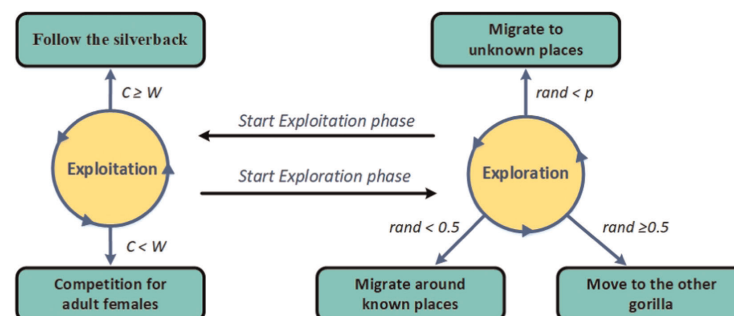 Follow the silverback
Migrate to
unknown places
C ≥ W
rand < p
Start Exploitation phase
Exploitation
Exploration
Start Exploration phase
rand < 0.5
rand ≥0.5
C < W
Competition for
adult females
Migrate around
known places
Move to the other
gorilla